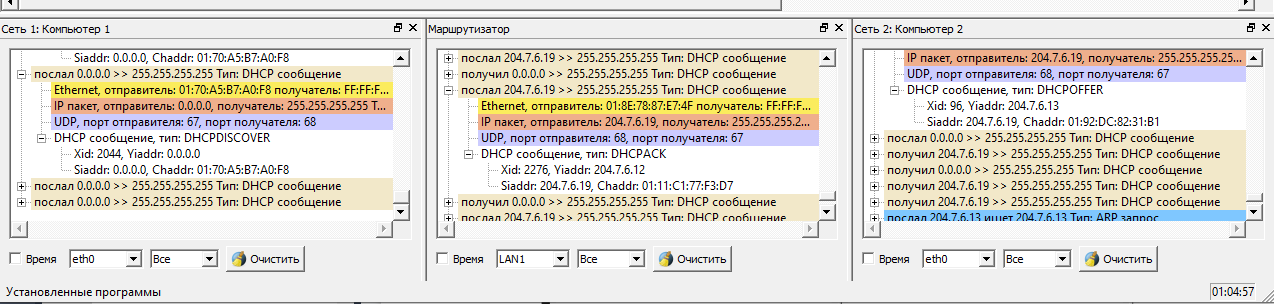 Сеть 1: Компьютер 1
Siaddr: 0.0.0.0, Chaddr: 01:70:A5:B7:A0:F8
послал 0.0.0.0 >> 255.255.255.255 Тип: DHCP сообщение
Ethernet, отправитель: 01:70:A5:B7:A0:F8 получатель: FF:FF:F...
IP пакет, отправитель: 0.0.0.0, получатель: 255.255.255.255 Т...
UDP, порт отправителя: 67, порт получателя: 68
DHCP сообщение, тип: DHCPDISCOVER
Xid: 2044, Yiaddr: 0.0.0.0
Siaddr: 0.0.0.0, Chaddr: 01:70:A5:B7:A0:F8
послал 0.0.0.0 >> 255.255.255.255 Тип: DHCP сообщение
послал 0.0.0.0 >> 255.255.255.255 Тип: DHCP сообщение
Время eth0 Все Очистить
Маршрутизатор
послал 204.7.6.19 >> 255.255.255.255 Тип: DHCP сообщение
получил 0.0.0.0 >> 255.255.255.255 Тип: DHCP сообщение
послал 204.7.6.19 >> 255.255.255.255 Тип: DHCP сообщение
Ethernet, отправитель: 01:8E:78:87:E7:4F получатель: FF:FF:F...
IP пакет, отправитель: 204.7.6.19, получатель: 255.255.255.2...
UDP, порт отправителя: 68, порт получателя: 67
DHCP сообщение, тип: DHCPACK
Xid: 2276, Yiaddr: 204.7.6.12
Siaddr: 204.7.6.19, Chaddr: 01:11:C1:77:F3:D7
получил 0.0.0.0 >> 255.255.255.255 Тип: DHCP сообщение
послал 204.7.6.19 >> 255.255.255.255 Тип: DHCP сообщение
Время LAN1 Все Очистить
Сеть 2: Компьютер 2
IP пакет, отправитель: 204.7.6.19, получатель: 255.255.255.25...
UDP, порт отправителя: 68, порт получателя: 67
DHCP сообщение, тип: DHCPOFFER
Xid: 96, Yiaddr: 204.7.6.13
Siaddr: 204.7.6.19, Chaddr: 01:92:DC:82:31:B1
послал 0.0.0.0 >> 255.255.255.255 Тип: DHCP сообщение
получил 204.7.6.19 >> 255.255.255.255 Тип: DHCP сообщение
получил 0.0.0.0 >> 255.255.255.255 Тип: DHCP сообщение
получил 204.7.6.19 >> 255.255.255.255 Тип: DHCP сообщение
получил 204.7.6.19 >> 255.255.255.255 Тип: DHCP сообщение
послал 204.7.6.13 ищет 204.7.6.13 Тип: ARP запрос
Время eth0 Все Очистить
Установленные программы
01:04:57